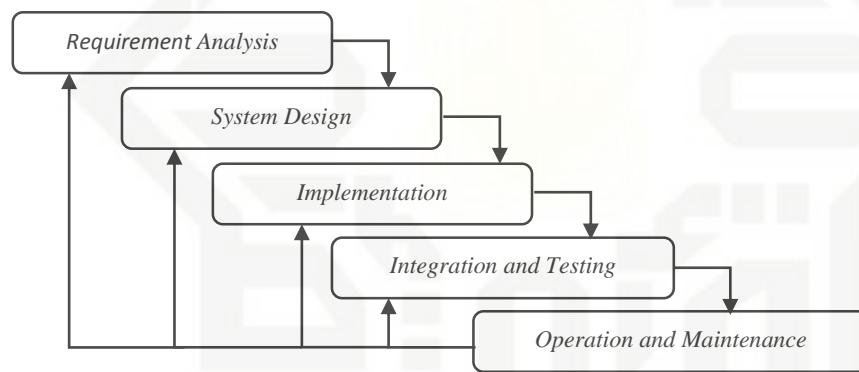 Requirement Analysis
System Design
Implementation
Integration and Testing
Operation and Maintenance